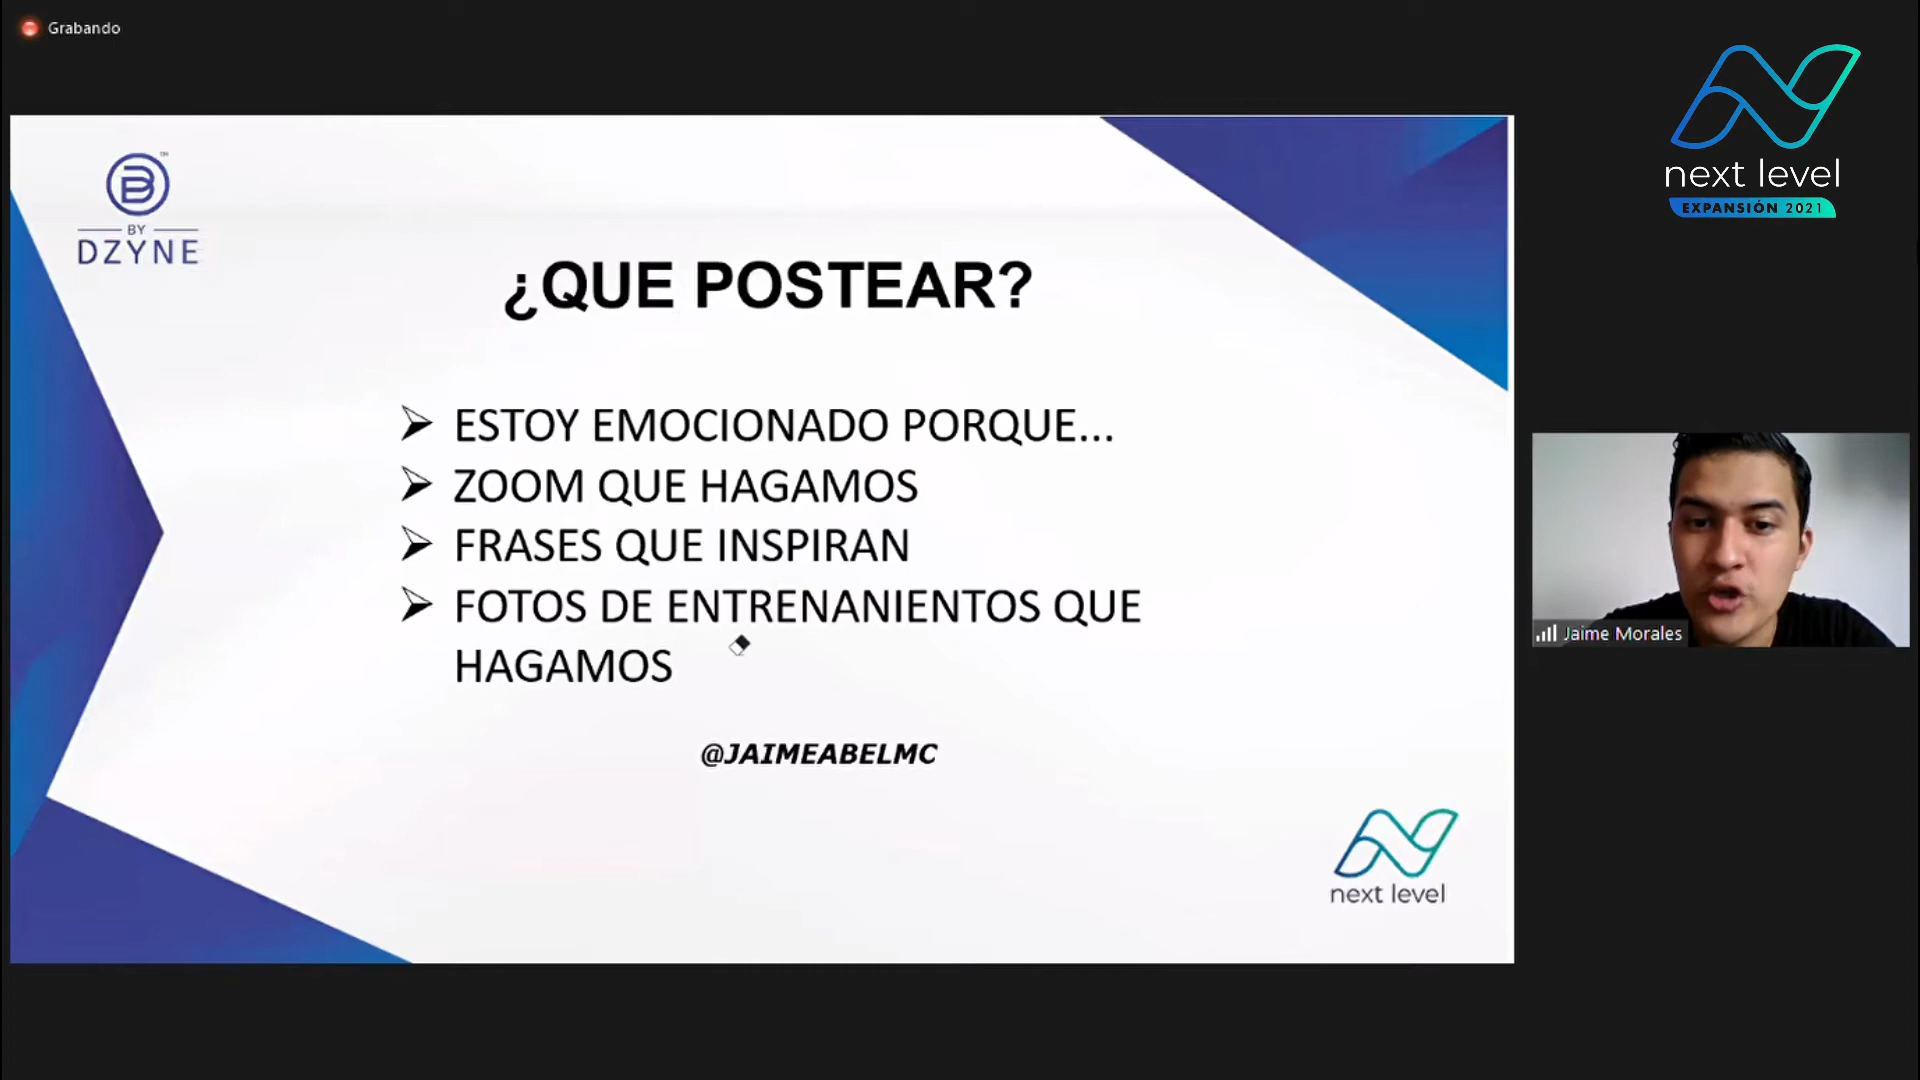 Grabando
next level
EXPANSIÓN 2021
B
™
BY
DZYNE
¿QUE POSTEAR?
ESTOY EMOCIONADO PORQUE...
ZOOM QUE HAGAMOS
FRASES QUE INSPIRAN
FOTOS DE ENTRENANIENTOS QUE
HAGAMOS
@JAIMEABELMC
next level
Jaime Morales